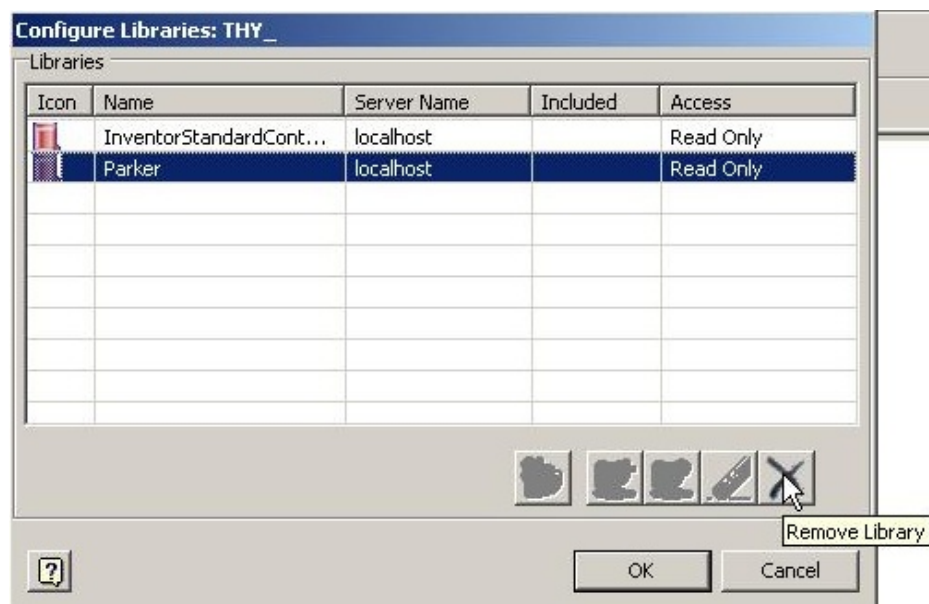 Configure Libraries: THY_
Libraries
Icon Name Server Name Included Access
InventorStandardCont... localhost Read Only
Parker localhost Read Only
Remove Library
? OK Cancel